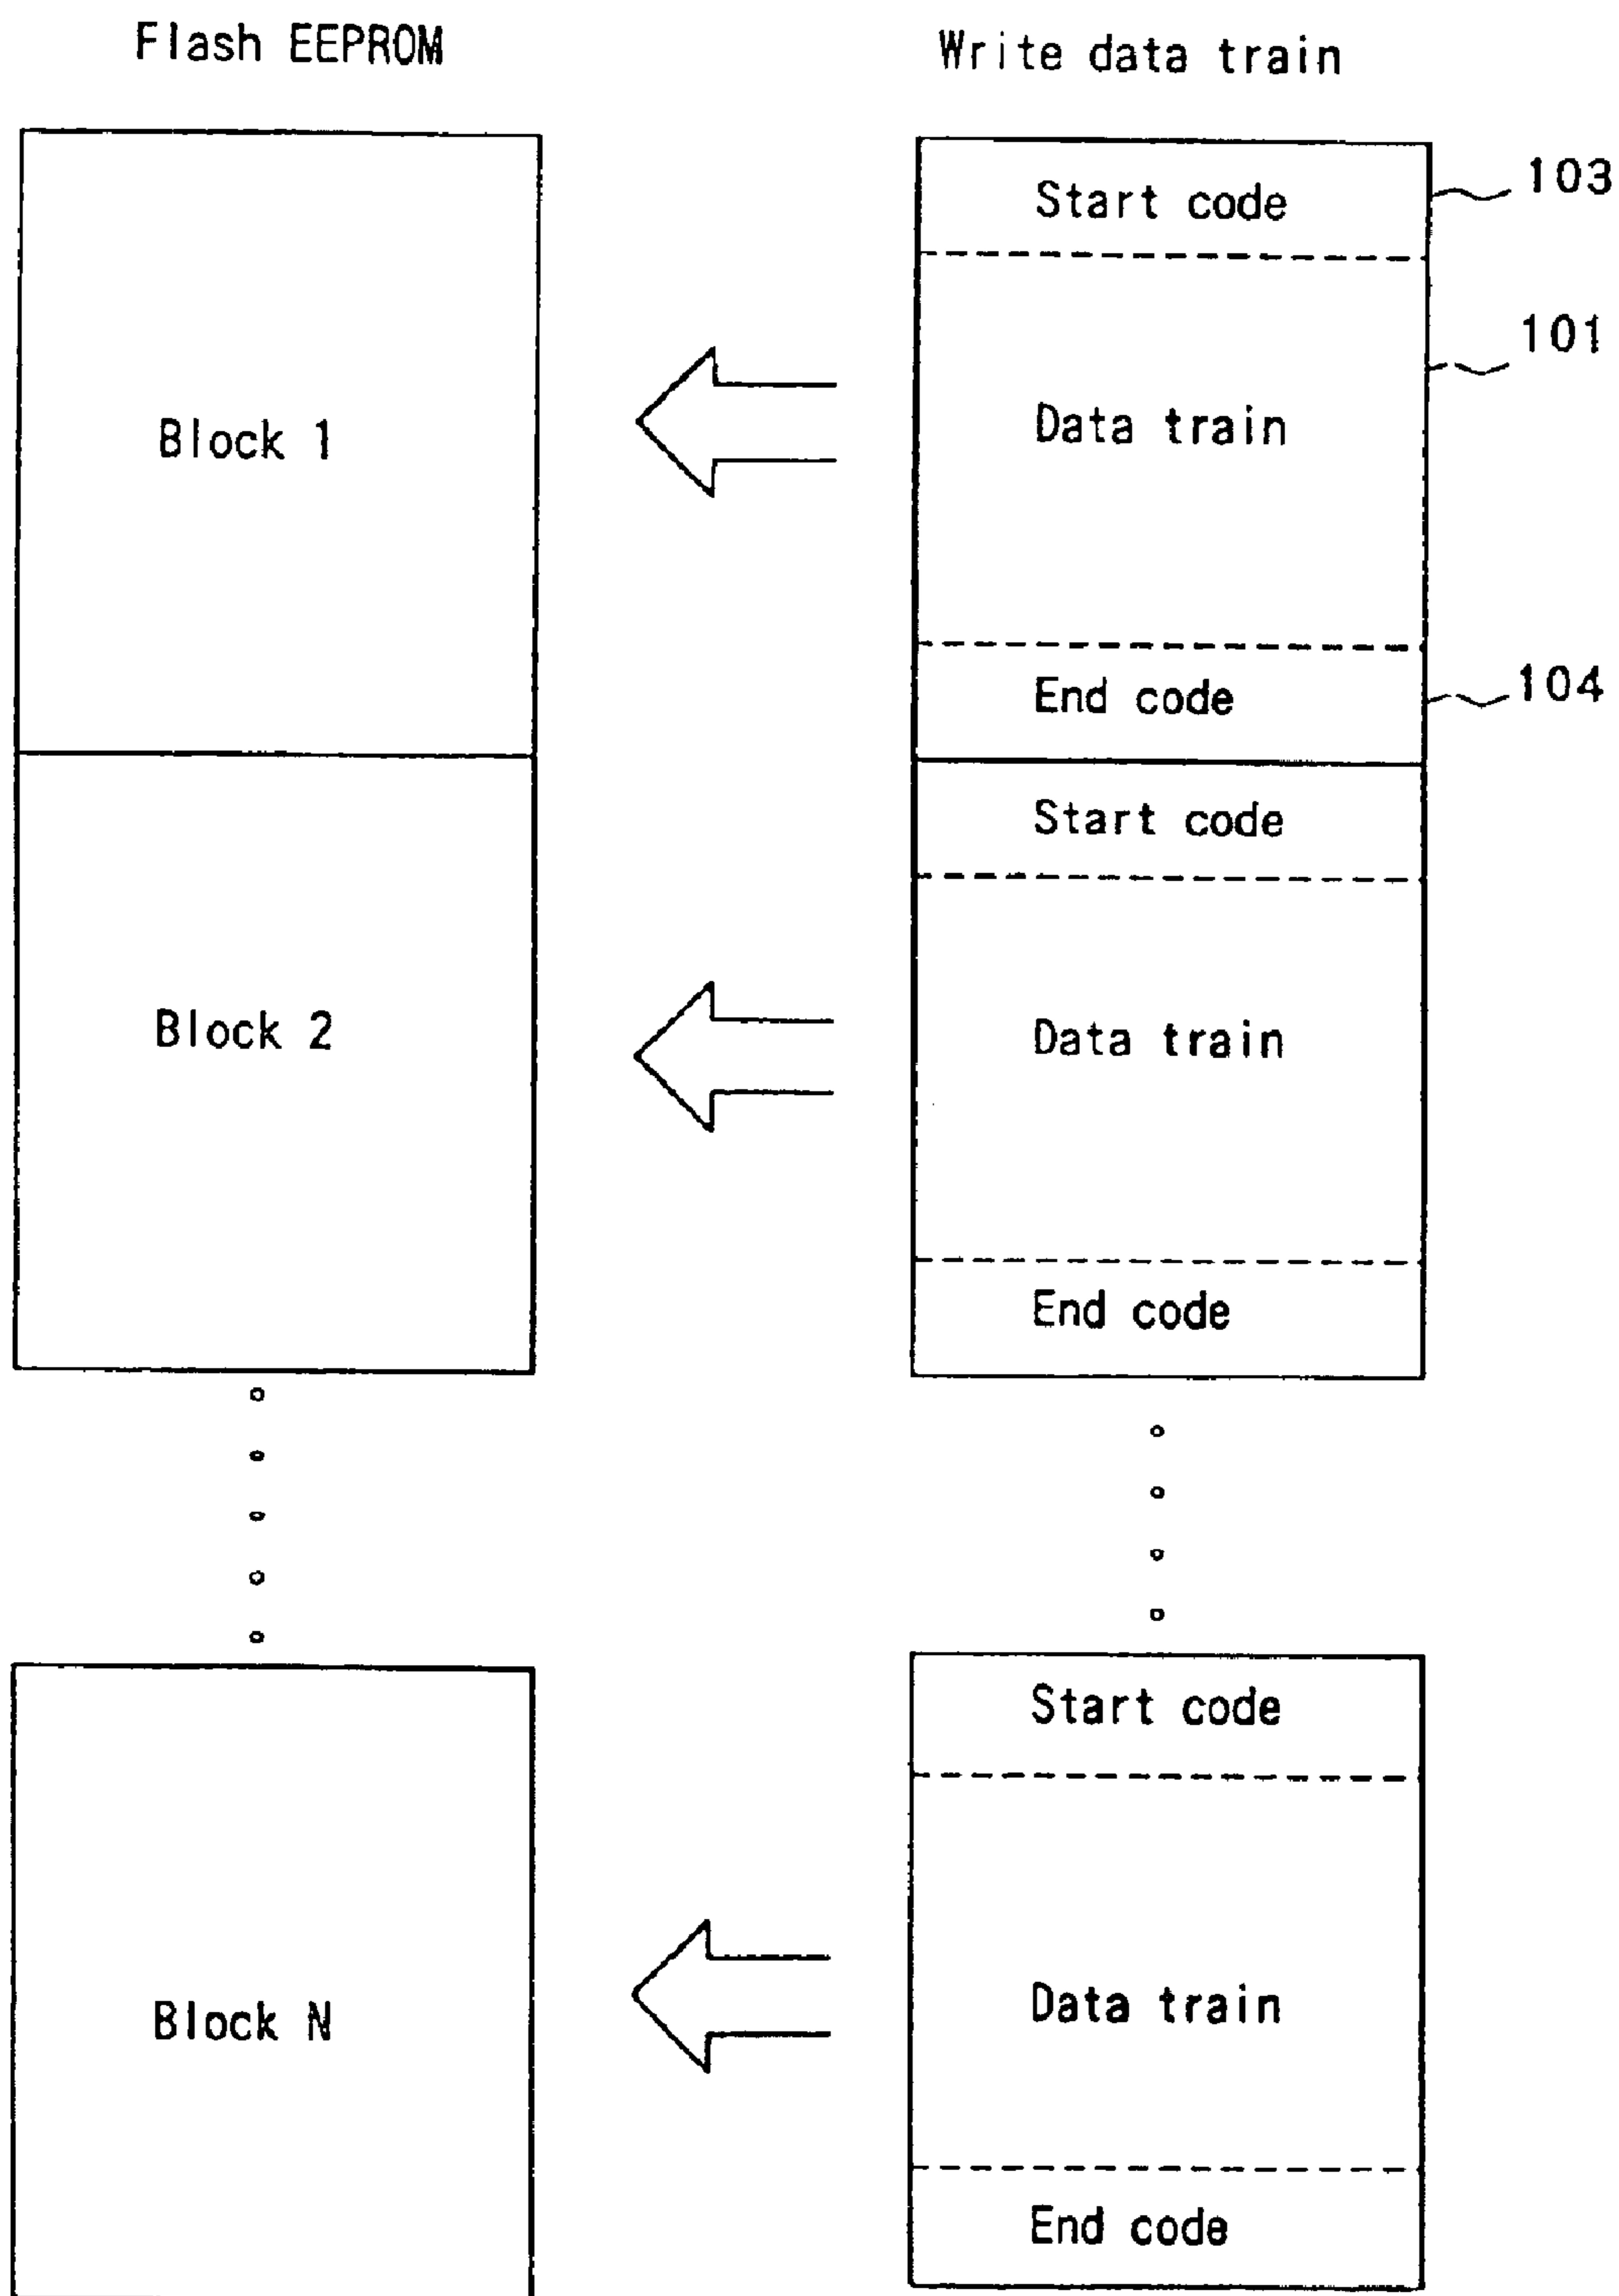 Flash EEPROM
Write data train
Start code
103
101
Block 1
Data train
End code
104
Start code
Block 2
Data train
End code
Start code
Block N
Data train
End code